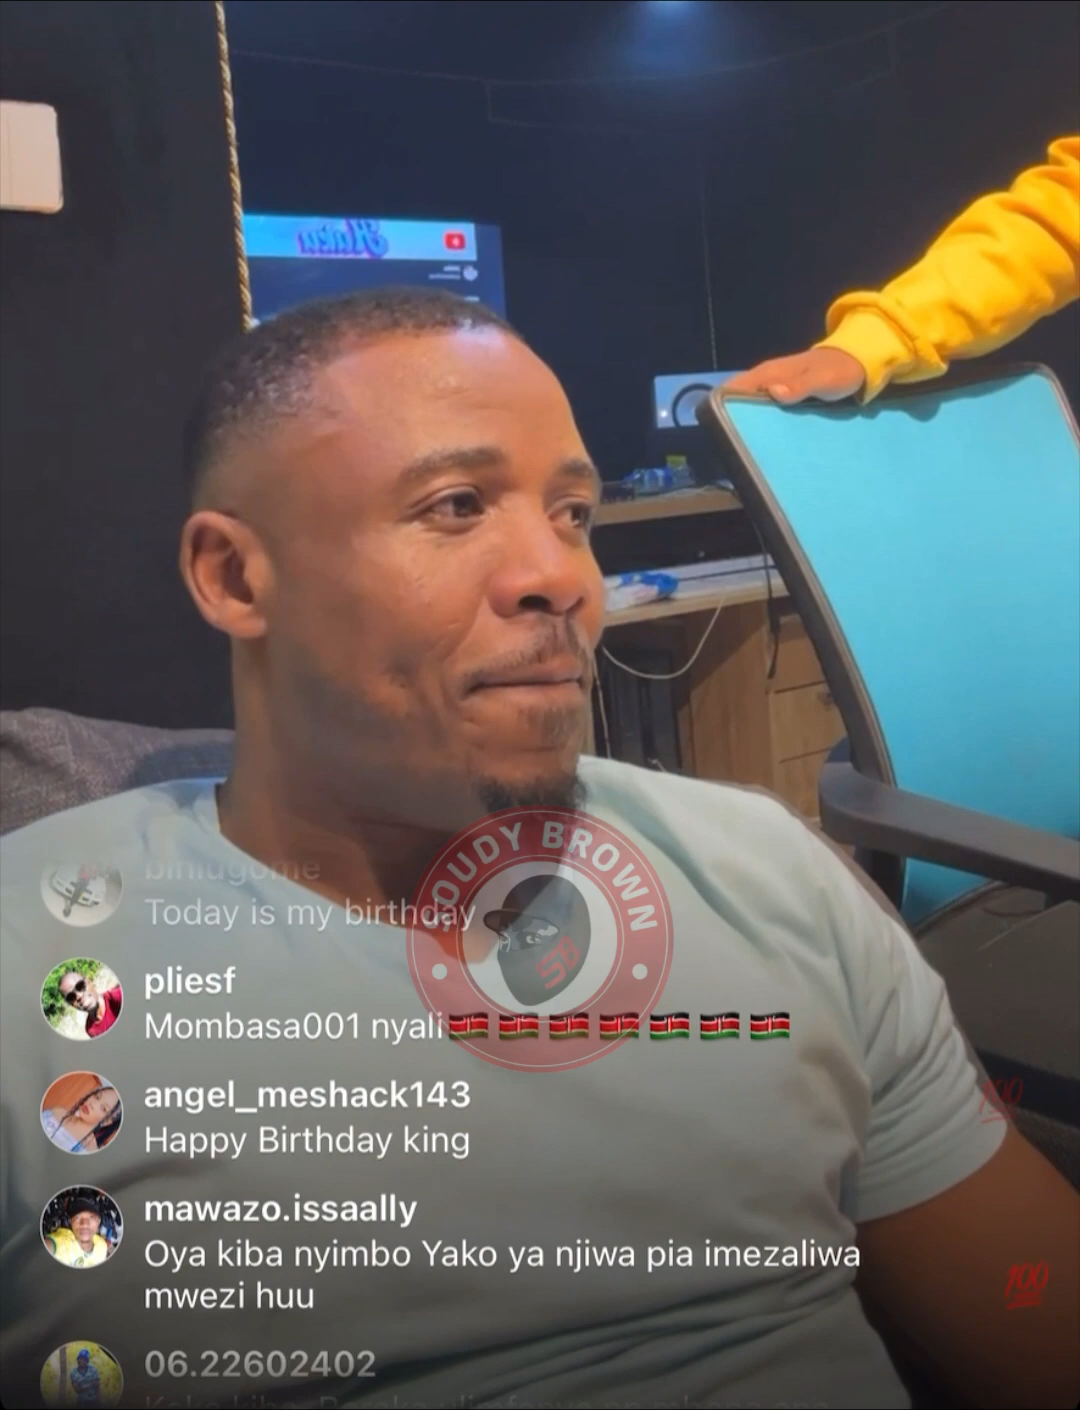 Today is my birthday
SOUDY BROWN
SB
pliesf
Mombasa001 nyali🇰🇪🇰🇪🇰🇪🇰🇪🇰🇪🇰🇪🇰🇪
angel_meshack143
Happy Birthday king
💯
mawazo.issaally
Oya kiba nyimbo Yako ya njiwa pia imezaliwa
mwezi huu
💯
06.22602402